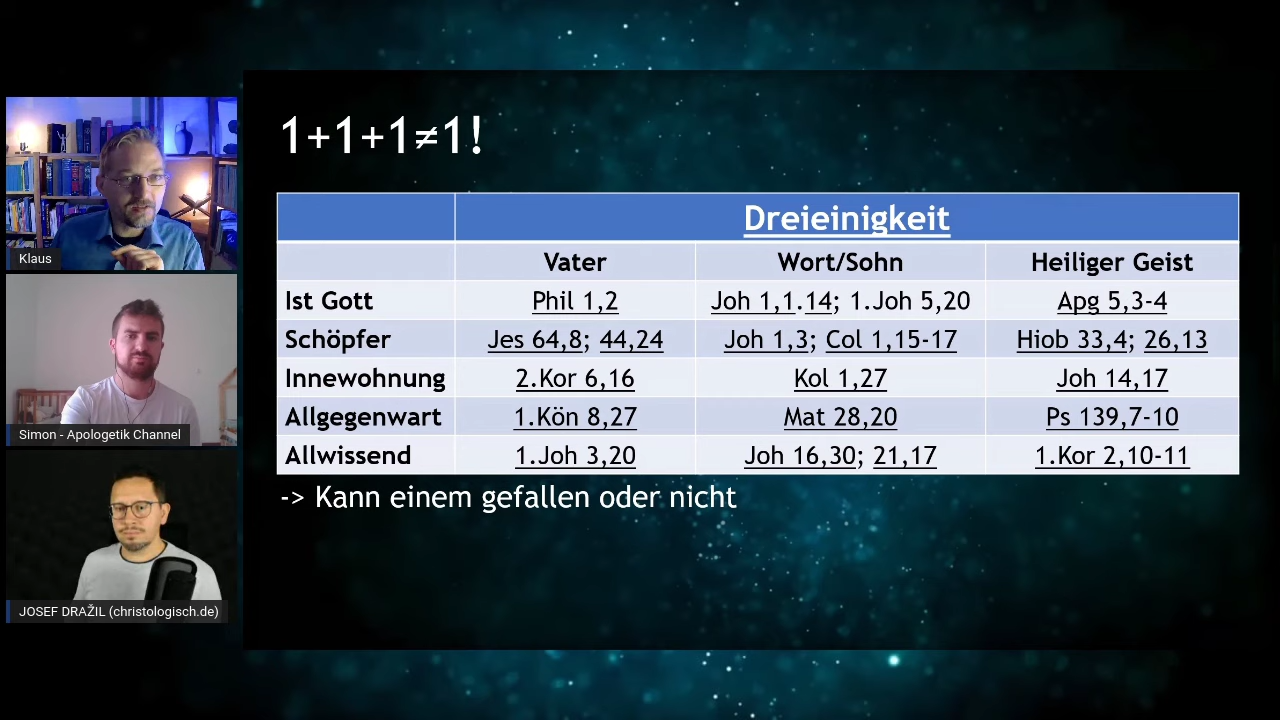 1+1+1≠1!
Dreieinigkeit
Vater Wort/Sohn Heiliger Geist
Ist Gott Phil 1,2 Joh 1,1.14; 1.Joh 5,20 Apg 5,3-4
Schöpfer Jes 64,8; 44,24 Joh 1,3; Col 1,15-17 Hiob 33,4; 26,13
Innewohnung 2.Kor 6,16 Kol 1,27 Joh 14,17
Allgegenwart 1.Kön 8,27 Mat 28,20 Ps 139,7-10
Allwissend 1.Joh 3,20 Joh 16,30; 21,17 1.Kor 2,10-11
-> Kann einem gefallen oder nicht
Klaus
Simon - Apologetik Channel
JOSEF DRAŽIL (christologisch.de)